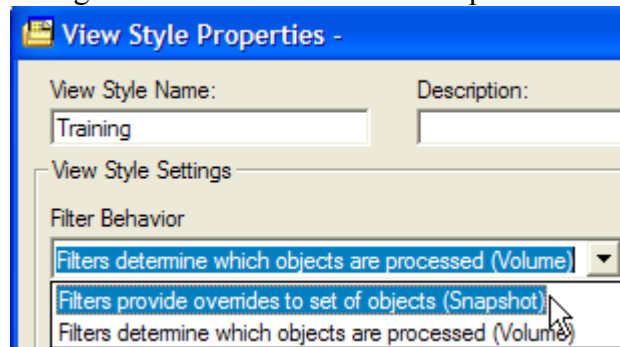 View Style Properties -
View Style Name: Description:
Training
View Style Settings
Filter Behavior
Filters determine which objects are processed (Volume)
Filters provide overrides to set of objects (Snapshot)
Filters determine which objects are processed (Volume)